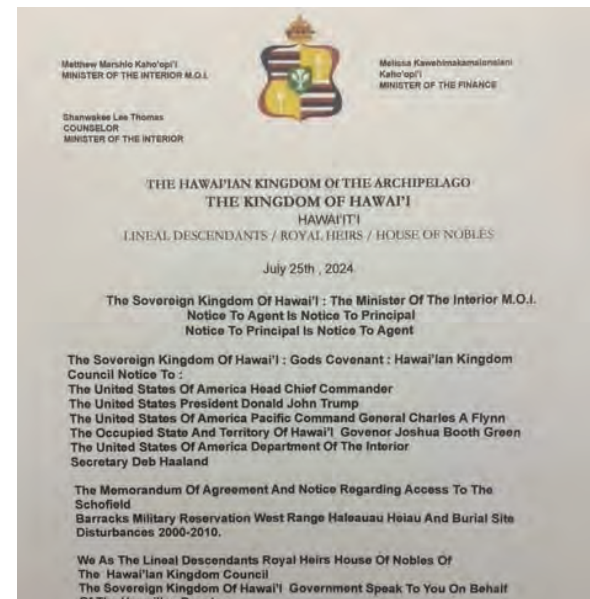 Matthew Marshlo Kaho'opi'i
MINISTER OF THE INTERIOR M.O.I.
Shanwakee Lee Thomas
COUNSELOR
MINISTER OF THE INTERIOR
Melissa Kawehimakamalonalani
Kaho'opi'i
MINISTER OF THE FINANCE
THE HAWAI'IAN KINGDOM Of THE ARCHIPELAGO
THE KINGDOM OF HAWAI'I
HAWAI'IT'I
LINEAL DESCENDANTS / ROYAL HEIRS / HOUSE OF NOBLES
July 25th , 2024
The Sovereign Kingdom Of Hawai'I : The Minister Of The Interior M.O.I.
Notice To Agent Is Notice To Principal
Notice To Principal Is Notice To Agent
The Sovereign Kingdom Of Hawai'I : Gods Covenant : Hawai'Ian Kingdom
Council Notice To :
The United States Of America Head Chief Commander
The United States President Donald John Trump
The United States Of America Pacific Command General Charles A Flynn
The Occupied State And Territory Of Hawai'I Govenor Joshua Booth Green
The United States Of America Department Of The Interior
Secretary Deb Haaland
The Memorandum Of Agreement And Notice Regarding Access To The
Schofield
Barracks Military Reservation West Range Haleauau Heiau And Burial Site
Disturbances 2000-2010.
We As The Lineal Descendants Royal Heirs House Of Nobles Of
The Hawai'Ian Kingdom Council
The Sovereign Kingdom Of Hawai'I Government Speak To You On Behalf